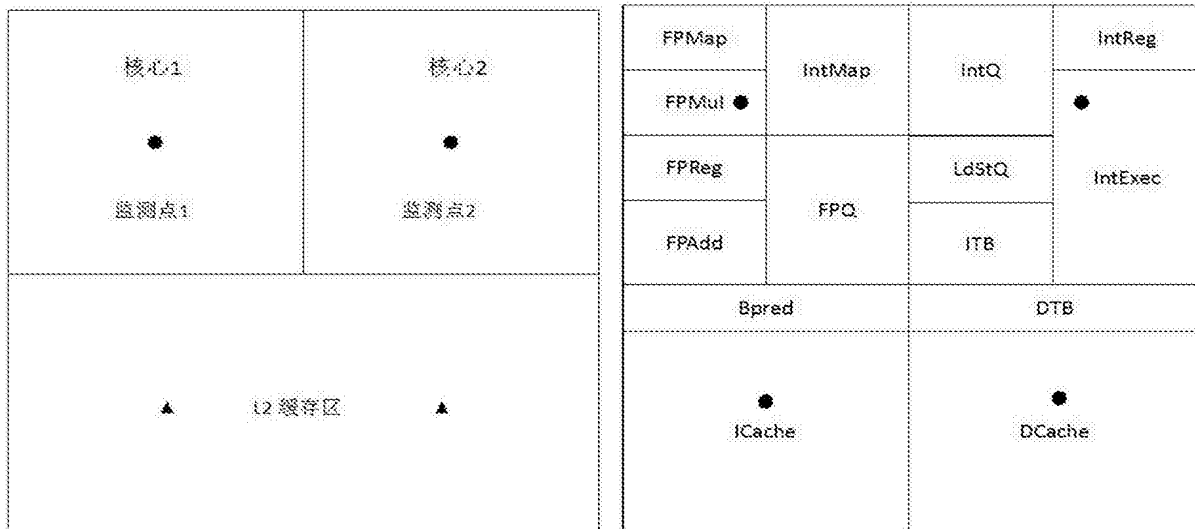 核心1
核心2
监测点1
监测点2
L2 缓存区
FPMap
IntMap
IntQ
IntReg
FPMul
FPReg
LdStQ
IntExec
FPQ
FPAdd
ITB
Bpred
DTB
ICache
DCache